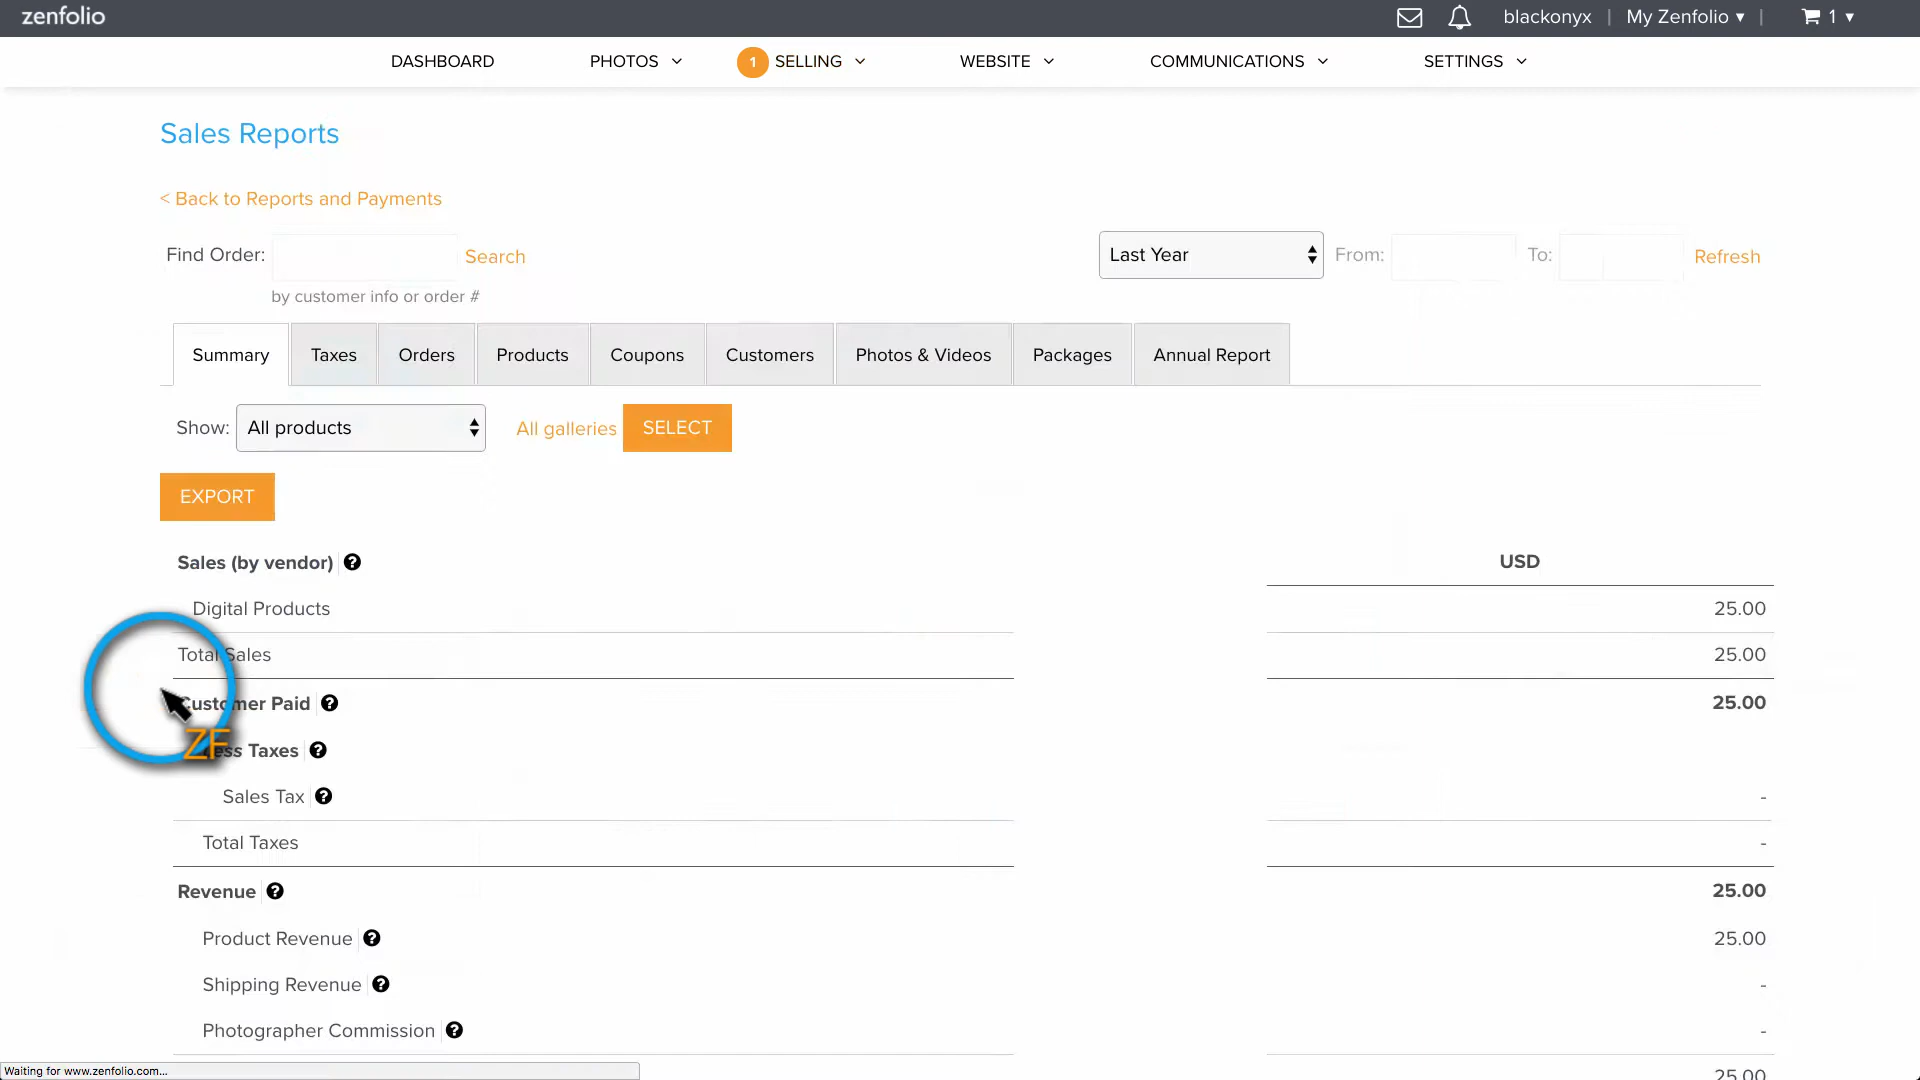 zenfolio
blackonyx | My Zenfolio ▾ | 1 ▾
DASHBOARD PHOTOS 1 SELLING WEBSITE COMMUNICATIONS SETTINGS
Sales Reports
< Back to Reports and Payments
Find Order: Search Last Year From: To: Refresh
by customer info or order #
Summary Taxes Orders Products Coupons Customers Photos & Videos Packages Annual Report
Show: All products All galleries SELECT
EXPORT
Sales (by vendor) ? USD
Digital Products 25.00
Total Sales 25.00
Customer Paid ? 25.00
ZF
Less Taxes ?
Sales Tax ? -
Total Taxes -
Revenue ? 25.00
Product Revenue ? 25.00
Shipping Revenue ? -
Photographer Commission ? -
25.00
Waiting for www.zenfolio.com...